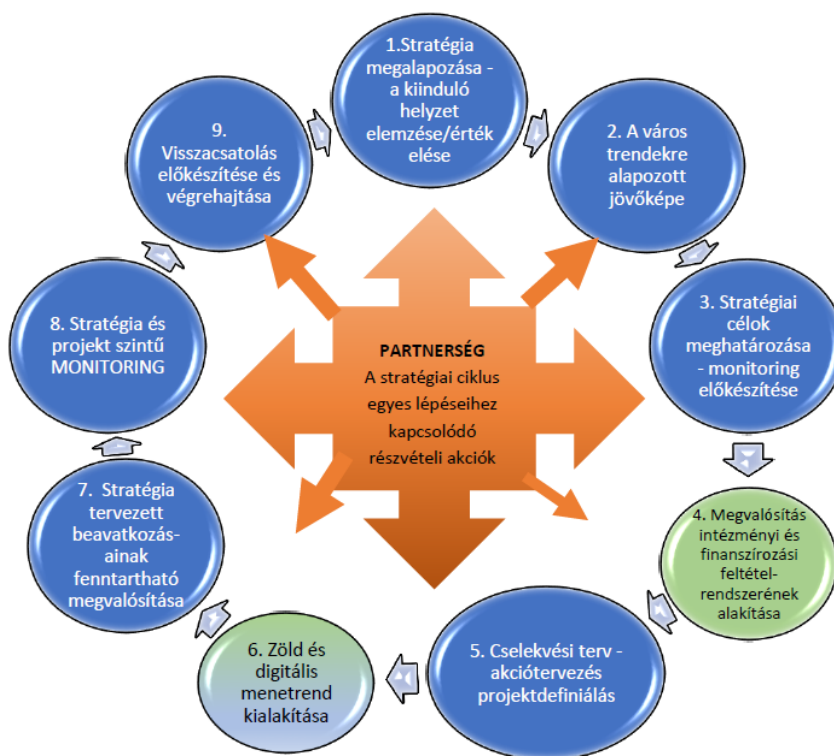 1.Stratégia
megalapozása -
a kiinduló
helyzet
elemzése/érték
elése
2. A város
trendekre
alapozott
jövőképe
3. Stratégiai
célok
meghatározása
- monitoring
előkészítése
4. Megvalósítás
intézményi és
finanszírozási
feltétel-
rendszerének
alakítása
5. Cselekvési terv -
akciótervezés
projektdefiniálás
6. Zöld és
digitális
menetrend
kialakítása
7. Stratégia
tervezett
beavatkozás-
ainak
fenntartható
megvalósítása
8. Stratégia és
projekt szintű
MONITORING
9.
Visszacsatolás
előkészítése és
végrehajtása
PARTNERSÉG
A stratégiai ciklus
egyes lépéseihez
kapcsolódó
részvételi akciók